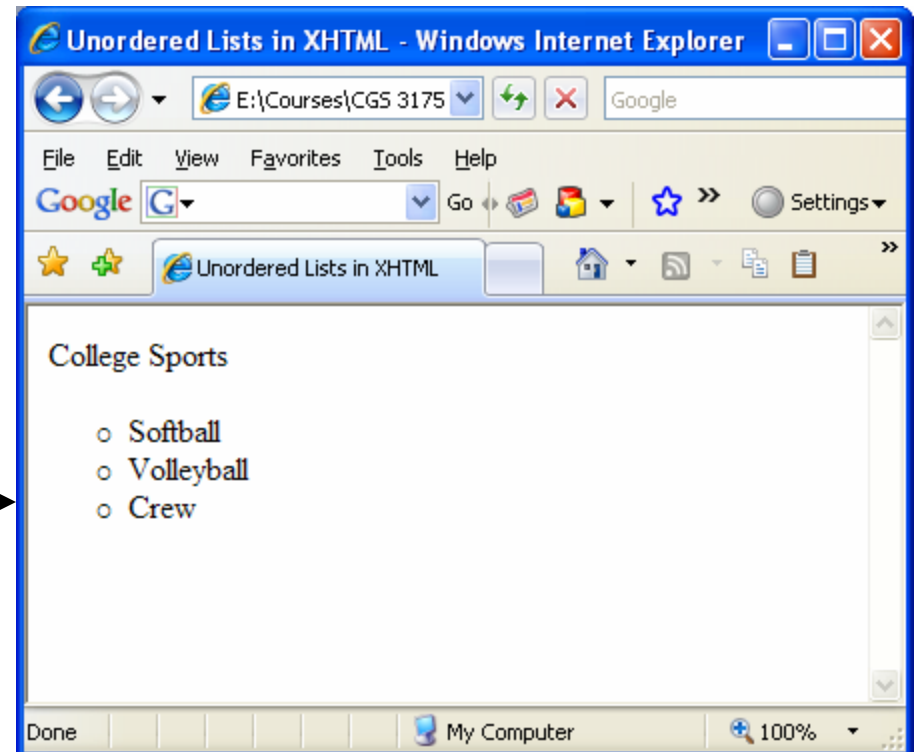 Unordered Lists in XHTML - Windows Internet Explorer
E:\Courses\CGS 3175
Google
File Edit View Favorites Tools Help
Google G Go Settings
Unordered Lists in XHTML
College Sports
o Softball
o Volleyball
o Crew
Done My Computer 100%